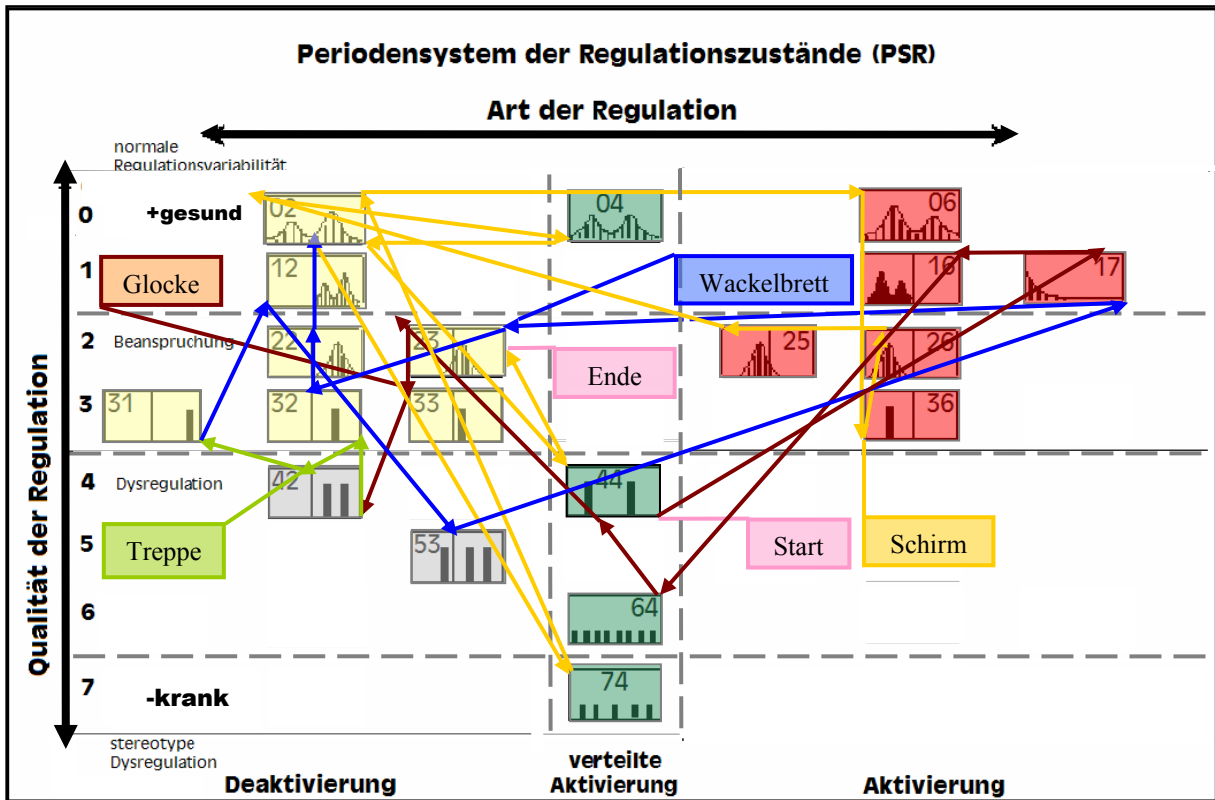 Periodensystem der Regulationszustände (PSR)
Art der Regulation
normale
Regulationsvariabilität
Qualität der Regulation
0
+gesund
02
04
06
1
Glocke
12
Wackelbrett
16
17
2
Beanspruchung
22
23
25
26
Ende
3
31
32
33
36
4
Dysregulation
42
44
5
Treppe
53
Start
Schirm
6
64
7
-krank
74
stereotype
Dysregulation
Deaktivierung
verteilte
Aktivierung
Aktivierung